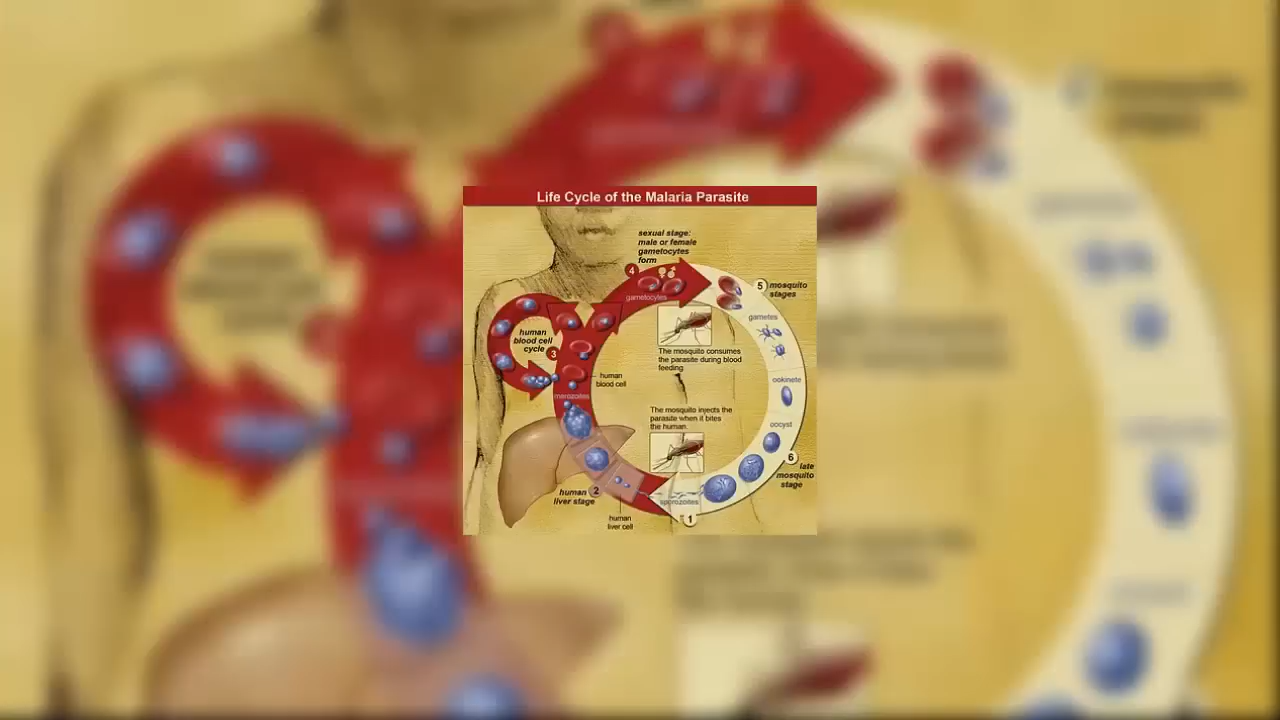 Life Cycle of the Malaria Parasite
sexual stage:
male or female
gametocytes
form
4
gametocytes
5
mosquito
stages
gametes
human
blood cell
cycle
3
The mosquito consumes
the parasite during blood
feeding
human
blood cell
merozoites
ookinete
The mosquito injects the
parasite when it bites
the human.
oocyst
6
late
mosquito
stage
human
liver stage
2
sporozoites
1
human
liver cell